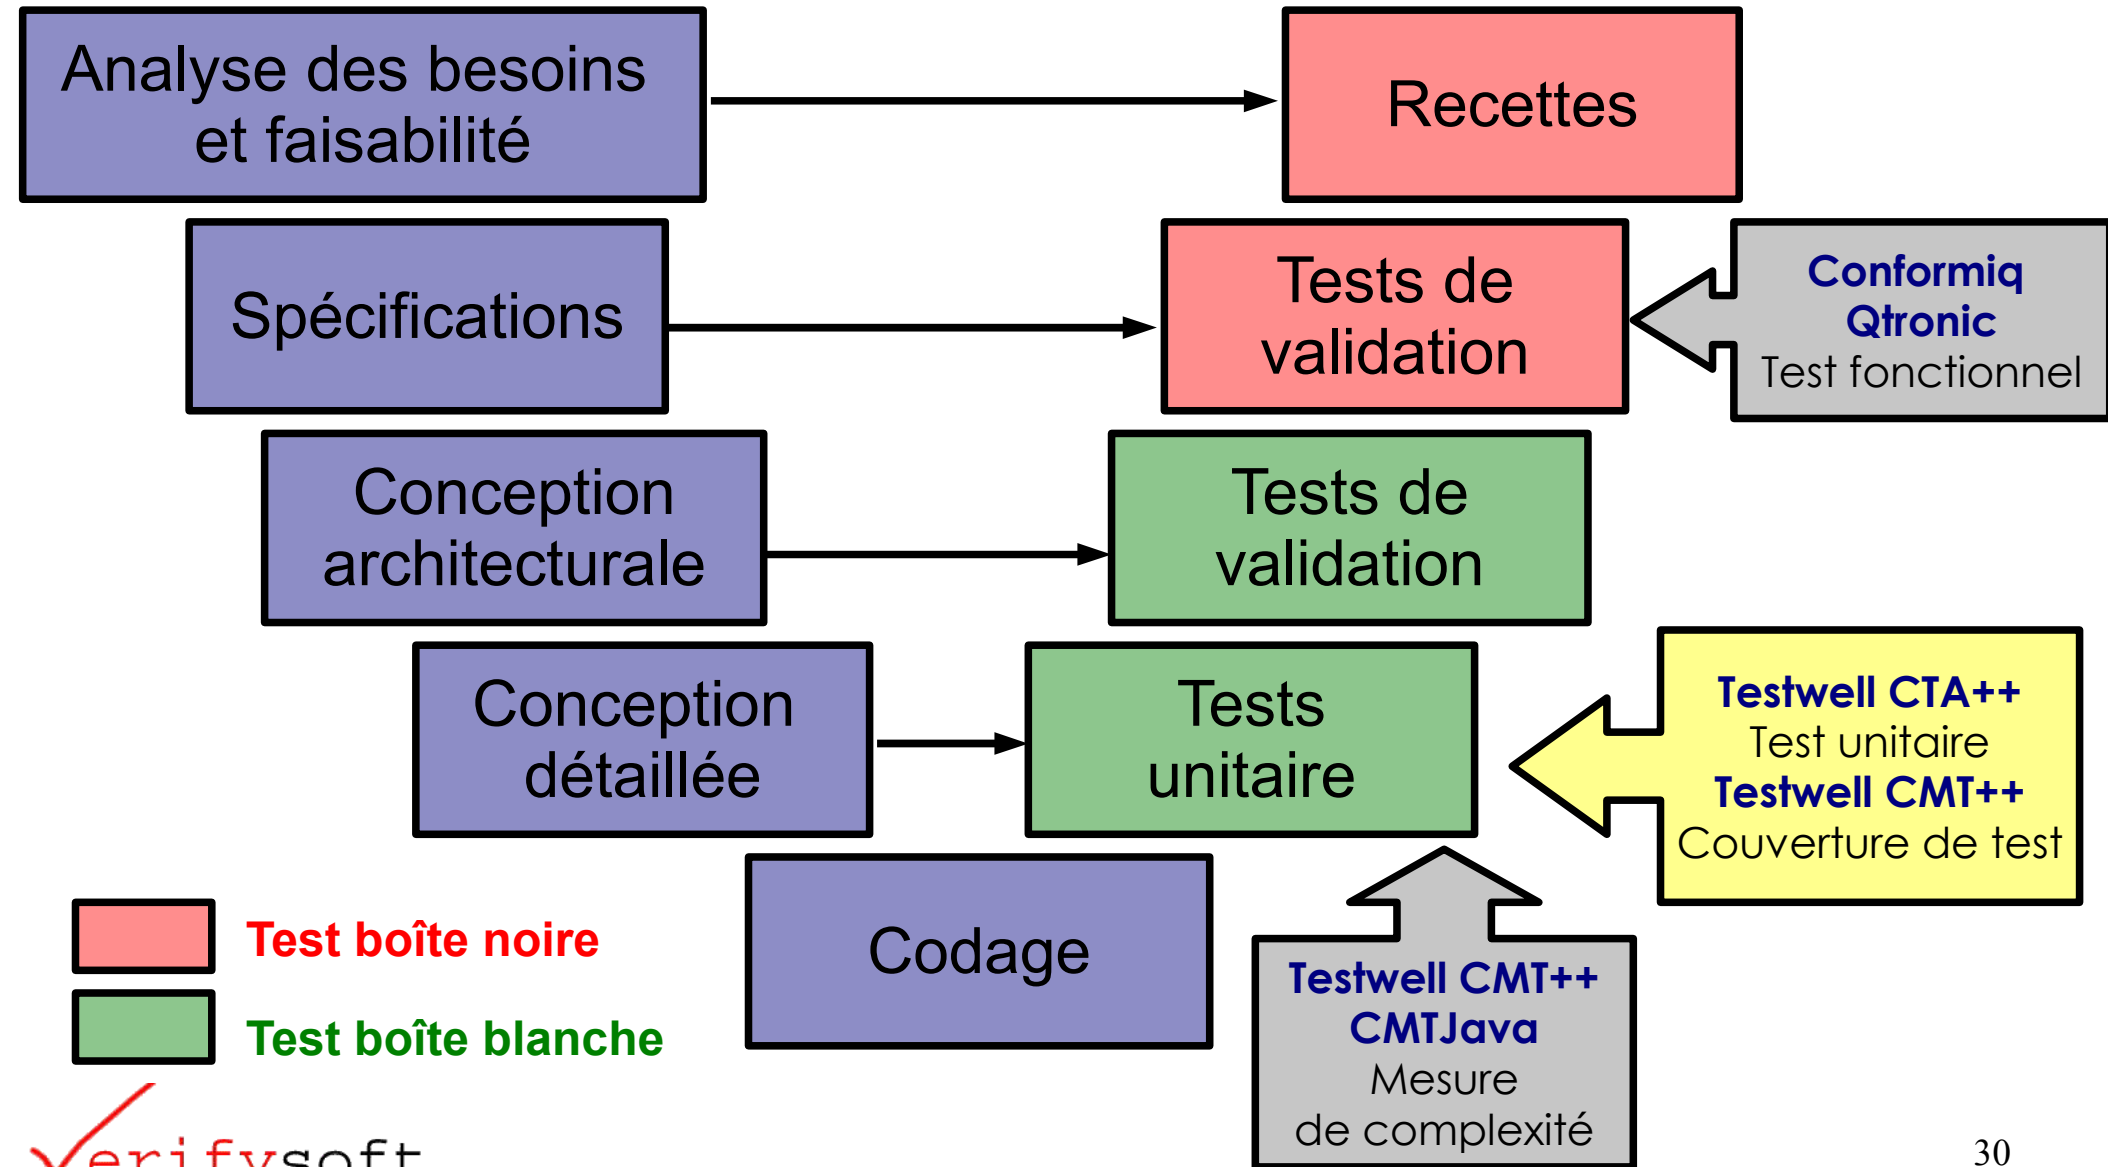 Analyse des besoins
et faisabilité
Recettes
Spécifications
Tests de
validation
Conformiq
Qtronic
Test fonctionnel
Conception
architecturale
Tests de
validation
Conception
détaillée
Tests
unitaire
Testwell CTA++
Test unitaire
Testwell CMT++
Couverture de test
Codage
Test boîte noire
Test boîte blanche
Testwell CMT++
CMTJava
Mesure
de complexité
Verifysoft
30